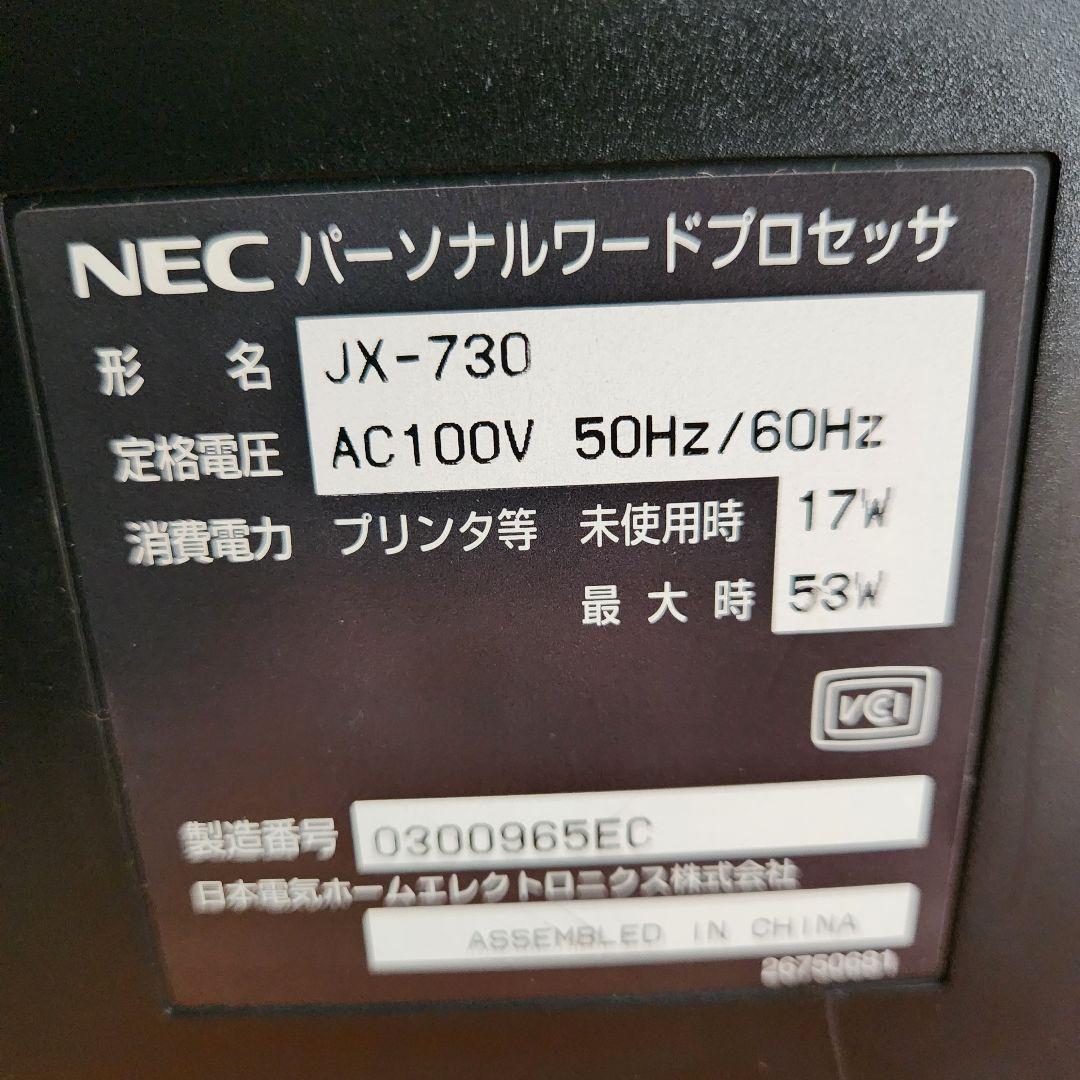 NEC パーソナルワードプロセッサ
形名 JX-730
定格電圧 AC100V 50Hz/60Hz
消費電力 プリンタ等 未使用時 17W
最大時 53W
VCI
製造番号 0300965EC
日本電気ホームエレクトロニクス株式会社
ASSEMBLED IN CHINA
26750681